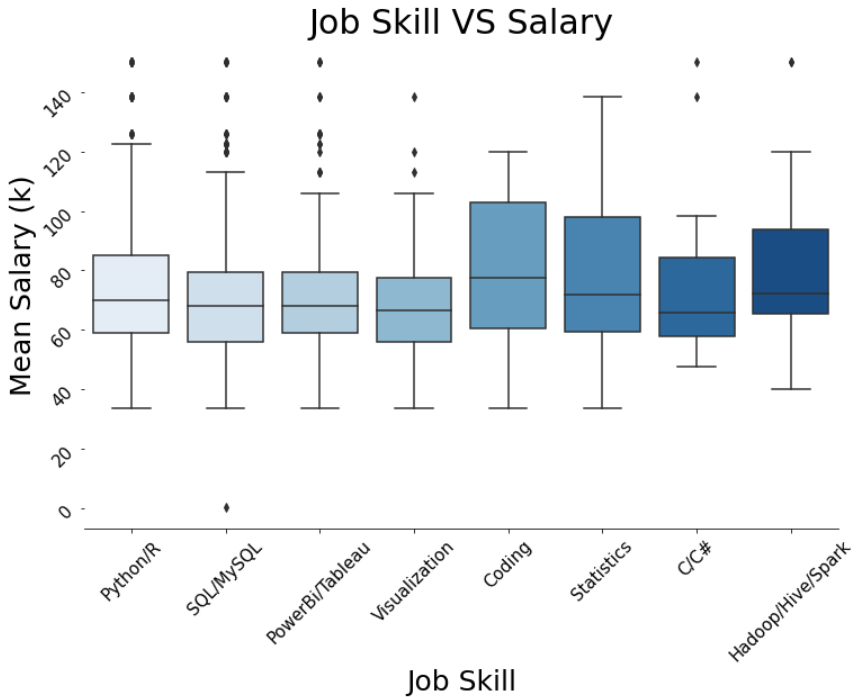 Job Skill VS Salary
Mean Salary (k)
140
120
100
80
60
40
20
0
Python/R
SQL/MySQL
PowerBi/Tableau
Visualization
Coding
Statistics
C/C#
Hadoop/Hive/Spark
Job Skill